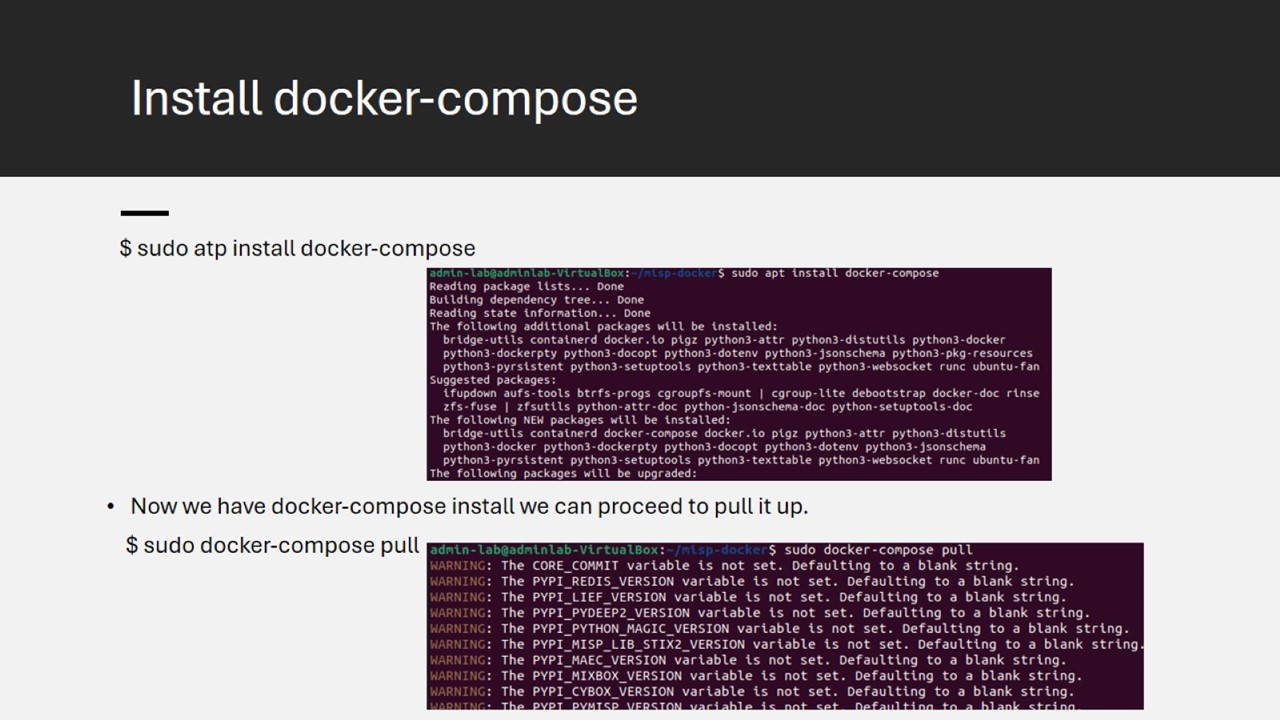 Install docker-compose
$ sudo atp install docker-compose
admin-lab@adminlab-VirtualBox:~/misp-docker$ sudo apt install docker-compose
Reading package lists... Done
Building dependency tree... Done
Reading state information... Done
The following additional packages will be installed:
bridge-utils containerd docker.io pigz python3-attr python3-distutils python3-docker
python3-dockerpty python3-docopt python3-dotenv python3-jsonschema python3-pkg-resources
python3-pyrsistent python3-setuptools python3-texttable python3-websocket runc ubuntu-fan
Suggested packages:
ifupdown aufs-tools btrfs-progs cgroupfs-mount | cgroup-lite debootstrap docker-doc rinse
zfs-fuse | zfsutils python-attr-doc python-jsonschema-doc python-setuptools-doc
The following NEW packages will be installed:
bridge-utils containerd docker-compose docker.io pigz python3-attr python3-distutils
python3-docker python3-dockerpty python3-docopt python3-dotenv python3-jsonschema
python3-pyrsistent python3-setuptools python3-texttable python3-websocket runc ubuntu-fan
The following packages will be upgraded:
• Now we have docker-compose install we can proceed to pull it up.
$ sudo docker-compose pull
admin-lab@adminlab-VirtualBox:~/misp-docker$ sudo docker-compose pull
WARNING: The CORE_COMMIT variable is not set. Defaulting to a blank string.
WARNING: The PYPI_REDIS_VERSION variable is not set. Defaulting to a blank string.
WARNING: The PYPI_LIEF_VERSION variable is not set. Defaulting to a blank string.
WARNING: The PYPI_PYDEEP2_VERSION variable is not set. Defaulting to a blank string.
WARNING: The PYPI_PYTHON_MAGIC_VERSION variable is not set. Defaulting to a blank string.
WARNING: The PYPI_MISP_LIB_STIX2_VERSION variable is not set. Defaulting to a blank string.
WARNING: The PYPI_MAEC_VERSION variable is not set. Defaulting to a blank string.
WARNING: The PYPI_MIXBOX_VERSION variable is not set. Defaulting to a blank string.
WARNING: The PYPI_CYBOX_VERSION variable is not set. Defaulting to a blank string.
WARNING: The PYPI_PYMISP_VERSION variable is not set. Defaulting to a blank string.